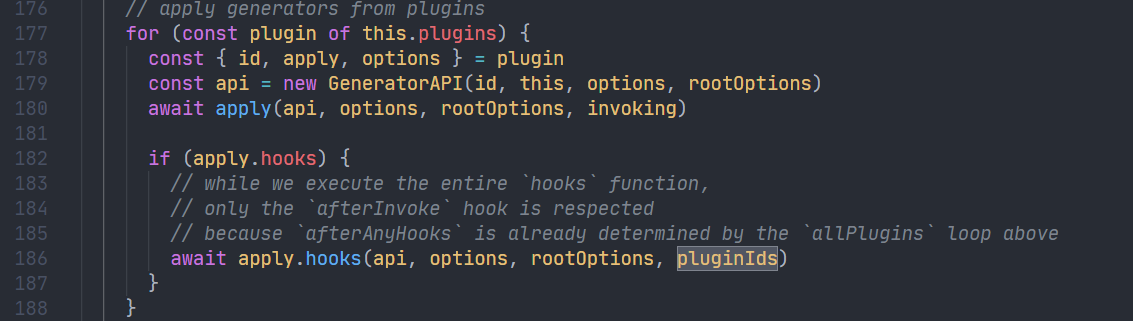 176 // apply generators from plugins
177 for (const plugin of this.plugins) {
178 const { id, apply, options } = plugin
179 const api = new GeneratorAPI(id, this, options, rootOptions)
180 await apply(api, options, rootOptions, invoking)
181
182 if (apply.hooks) {
183 // while we execute the entire `hooks` function,
184 // only the `afterInvoke` hook is respected
185 // because `afterAnyHooks` is already determined by the `allPlugins` loop above
186 await apply.hooks(api, options, rootOptions, pluginIds)
187 }
188 }